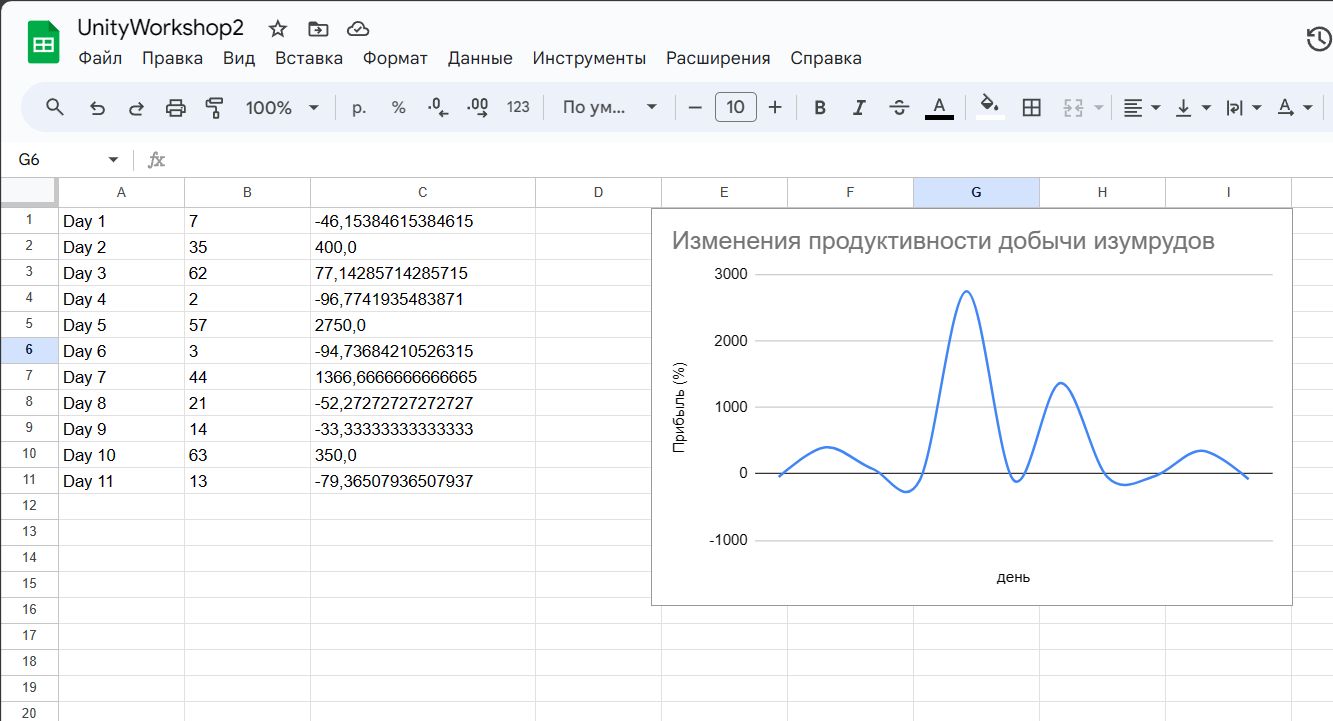 UnityWorkshop2
Файл Правка Вид Вставка Формат Данные Инструменты Расширения Справка
100% р. % .0 .00 123 По ум... 10 B I A A
G6 fx
A B C D E F G H I
1 Day 1 7 -46,15384615384615
2 Day 2 35 400,0
3 Day 3 62 77,14285714285715
4 Day 4 2 -96,7741935483871
5 Day 5 57 2750,0
6 Day 6 3 -94,73684210526315
7 Day 7 44 1366,6666666666665
8 Day 8 21 -52,27272727272727
9 Day 9 14 -33,33333333333333
10 Day 10 63 350,0
11 Day 11 13 -79,36507936507937
12
13
14
15
16
17
18
19
20
Изменения продуктивности добычи изумрудов
Прибыль (%)
3000
2000
1000
0
-1000
день